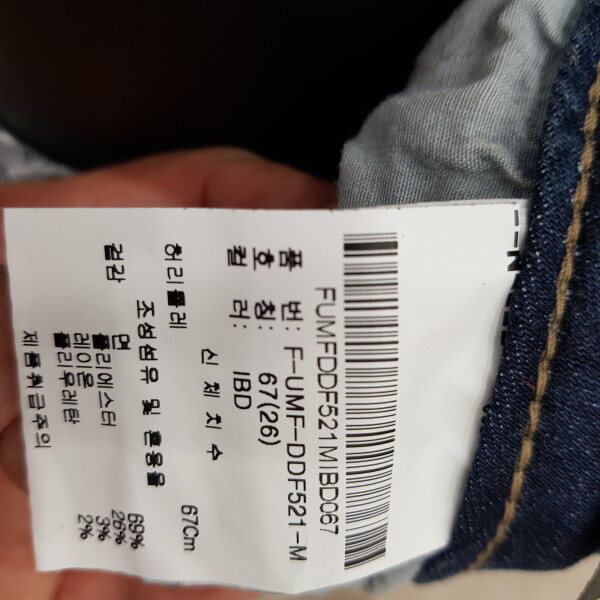 FUMFDDF521MIBD067
품 번: F-UMF-DDF521-M
호 칭: 67(26)
컬 러: IBD
신 체 치 수
허리둘레 67Cm
조성섬유 및 혼용율
겉감 면 69%
폴리에스터 26%
레이온 3%
폴리우레탄 2%
제품취급주의